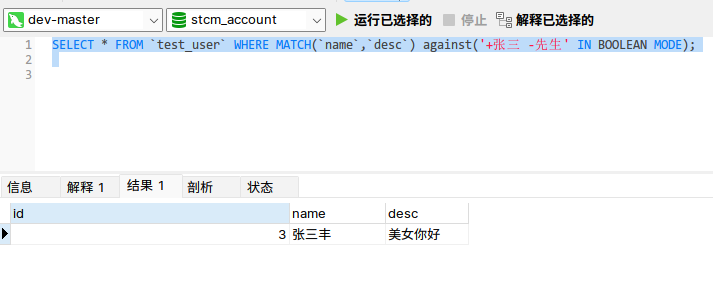 dev-master stcm_account 运行已选择的 停止 解释已选择的
1 SELECT * FROM `test_user` WHERE MATCH(`name`,`desc`) against('+张三 -先生' IN BOOLEAN MODE);
2
3
信息 解释 1 结果 1 剖析 状态
id name desc
3 张三丰 美女你好